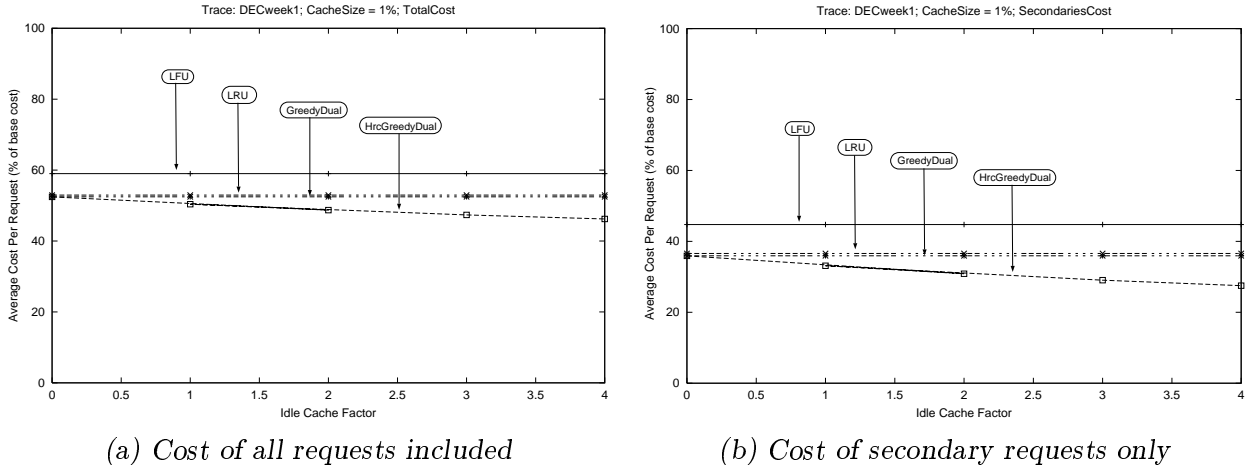 Trace: DECweek1; CacheSize = 1%; TotalCost
Average Cost Per Request (% of base cost)
100
80
60
40
20
0
LFU
LRU
GreedyDual
HrcGreedyDual
0 0.5 1 1.5 2 2.5 3 3.5 4
Idle Cache Factor
(a) Cost of all requests included
Trace: DECweek1; CacheSize = 1%; SecondariesCost
Average Cost Per Request (% of base cost)
100
80
60
40
20
0
LFU
LRU
GreedyDual
HrcGreedyDual
0 0.5 1 1.5 2 2.5 3 3.5 4
Idle Cache Factor
(b) Cost of secondary requests only